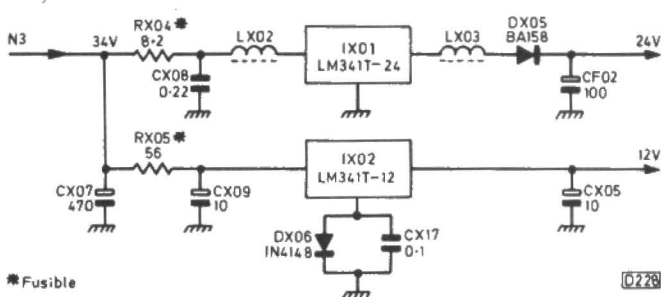 N3
34V
RX04*
8·2
LX02
IX01
LM341T-24
LX03
DX05
BA158
24V
CX08
0·22
CF02
100
RX05*
56
IX02
LM341T-12
12V
CX07
470
CX09
10
CX05
10
DX06
1N4148
CX17
0·1
*Fusible
D228